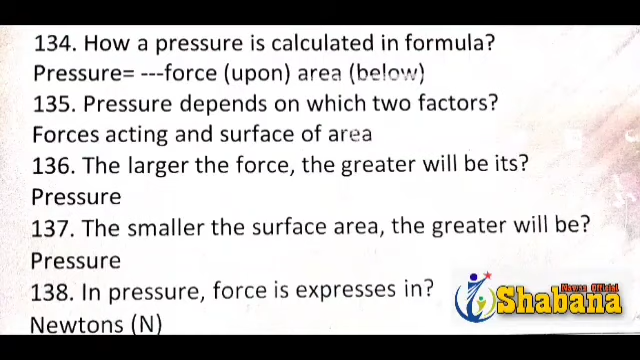 134. How a pressure is calculated in formula?
Pressure= ---force (upon) area (below)
135. Pressure depends on which two factors?
Forces acting and surface of area
136. The larger the force, the greater will be its?
Pressure
137. The smaller the surface area, the greater will be?
Pressure
138. In pressure, force is expresses in?
Newtons (N)
Nawaz Official
Shabana